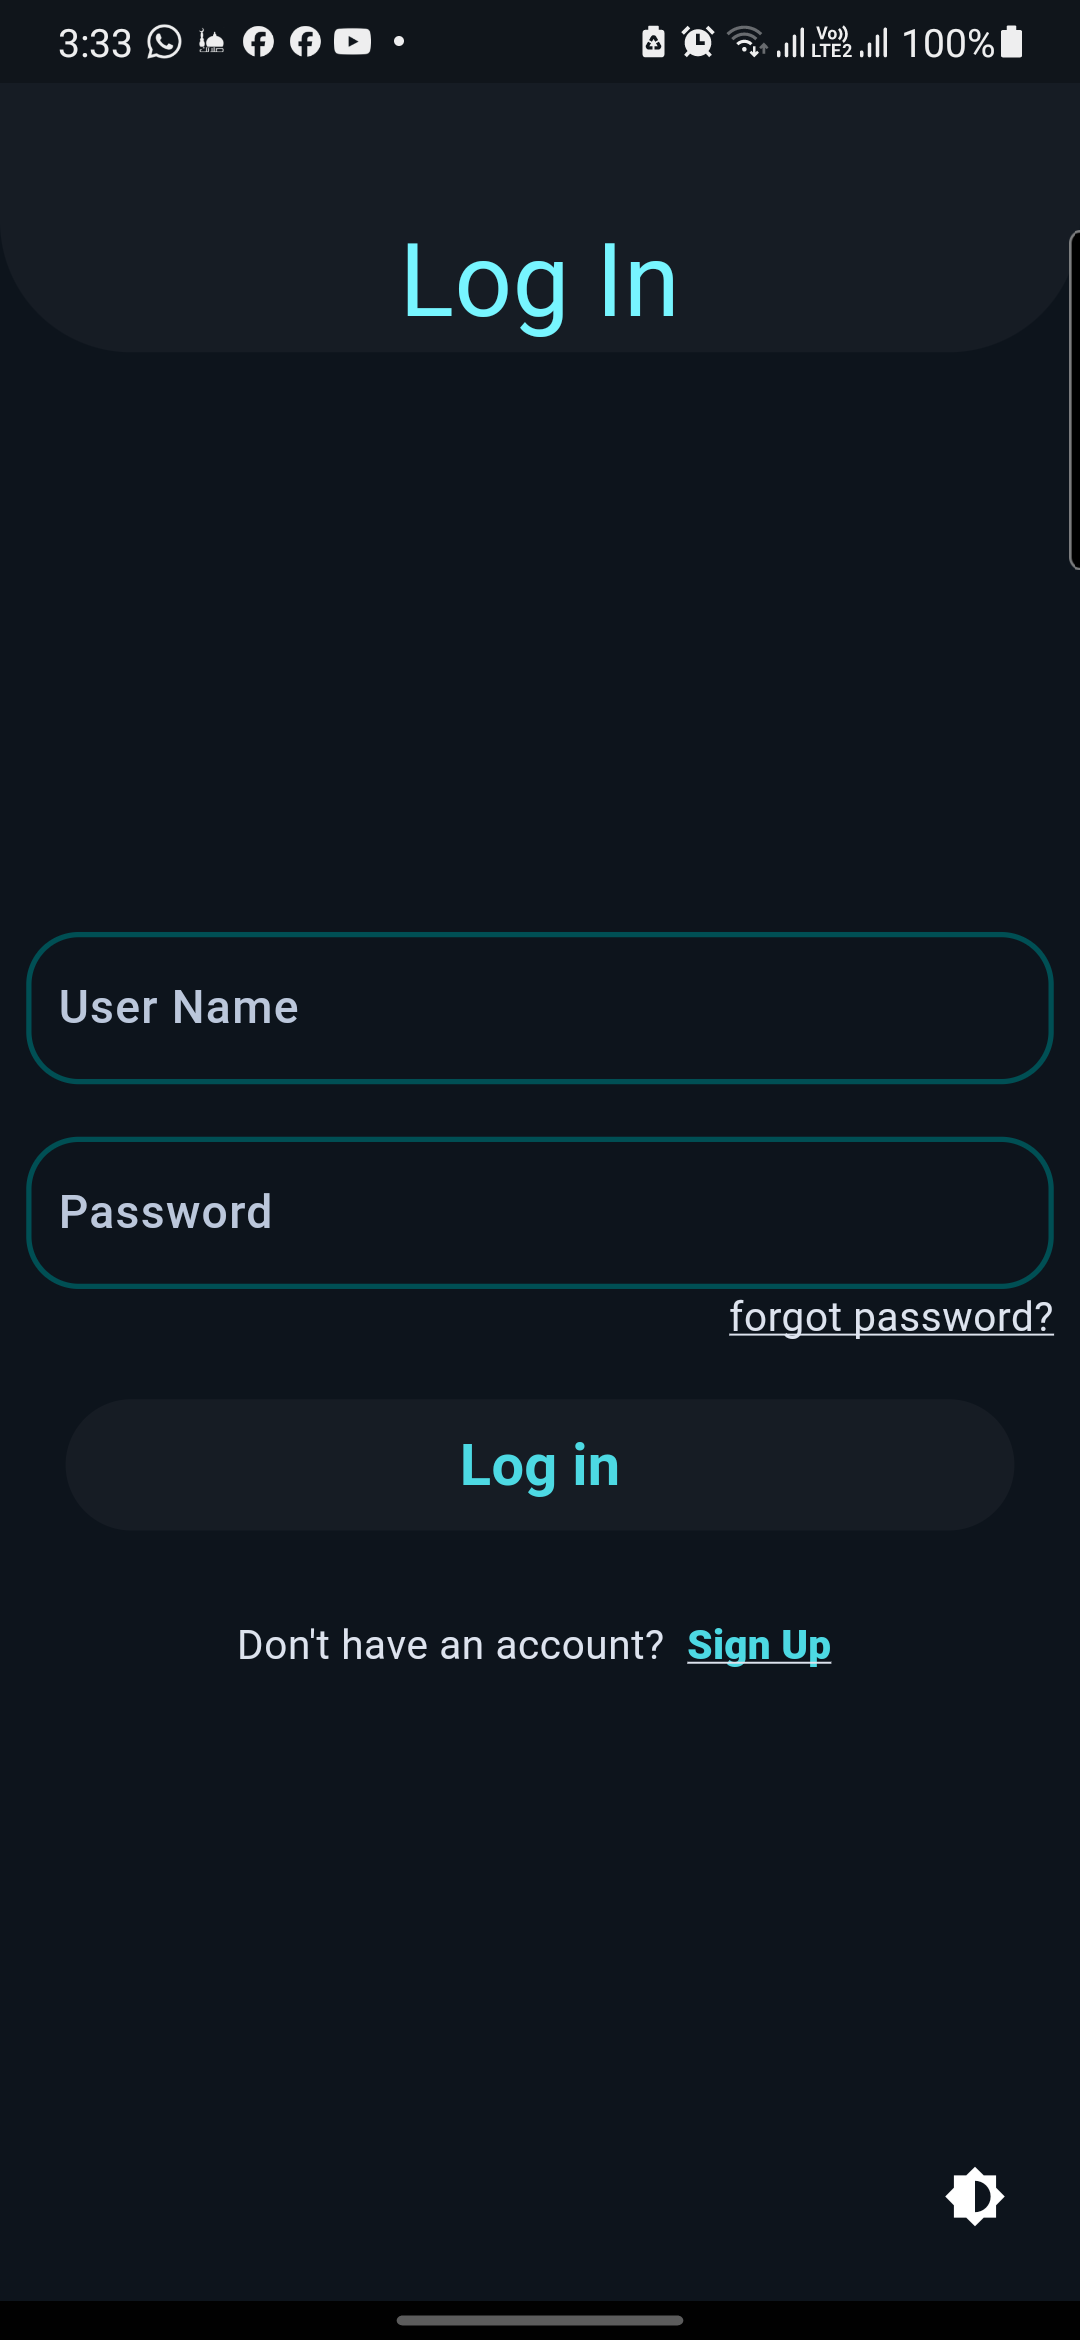 3:33 Vo)) LTE2 100%
Log In
User Name
Password
forgot password?
Log in
Don't have an account? Sign Up